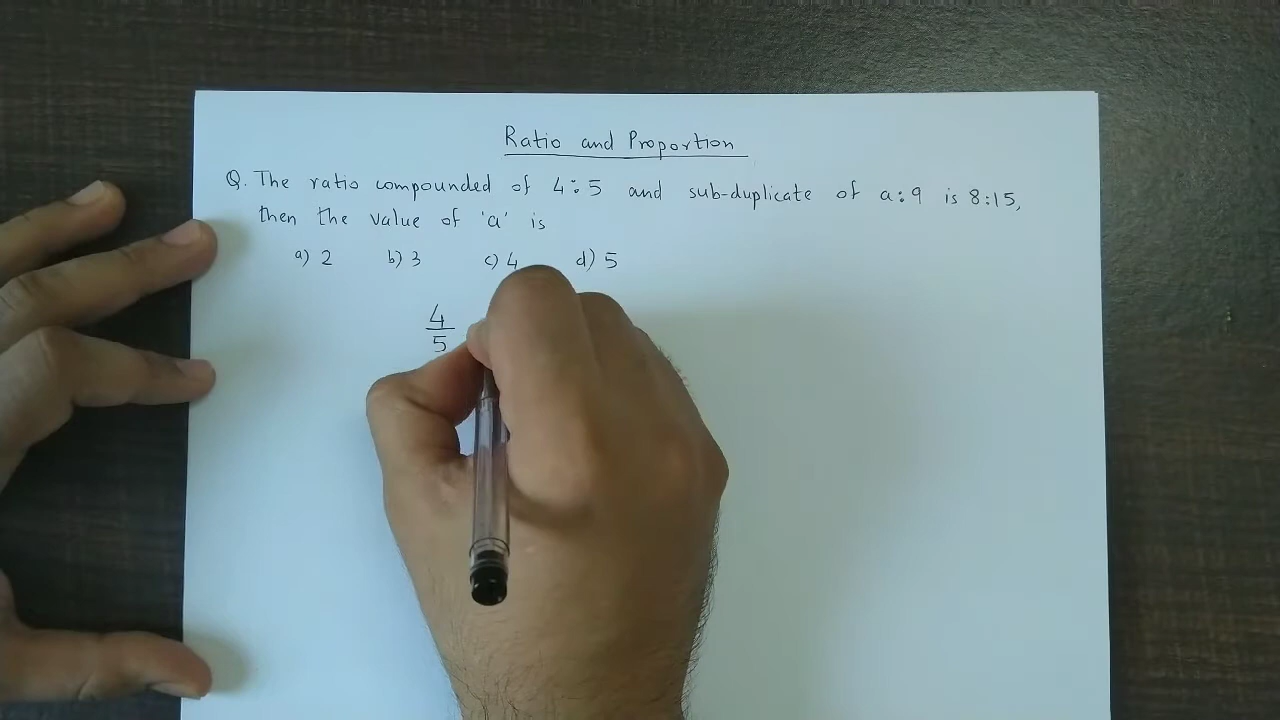 Ratio and Proportion
Q. The ratio compounded of 4:5 and sub-duplicate of a:9 is 8:15,
then the value of 'a' is
a) 2 b) 3 c) 4 d) 5
4
5